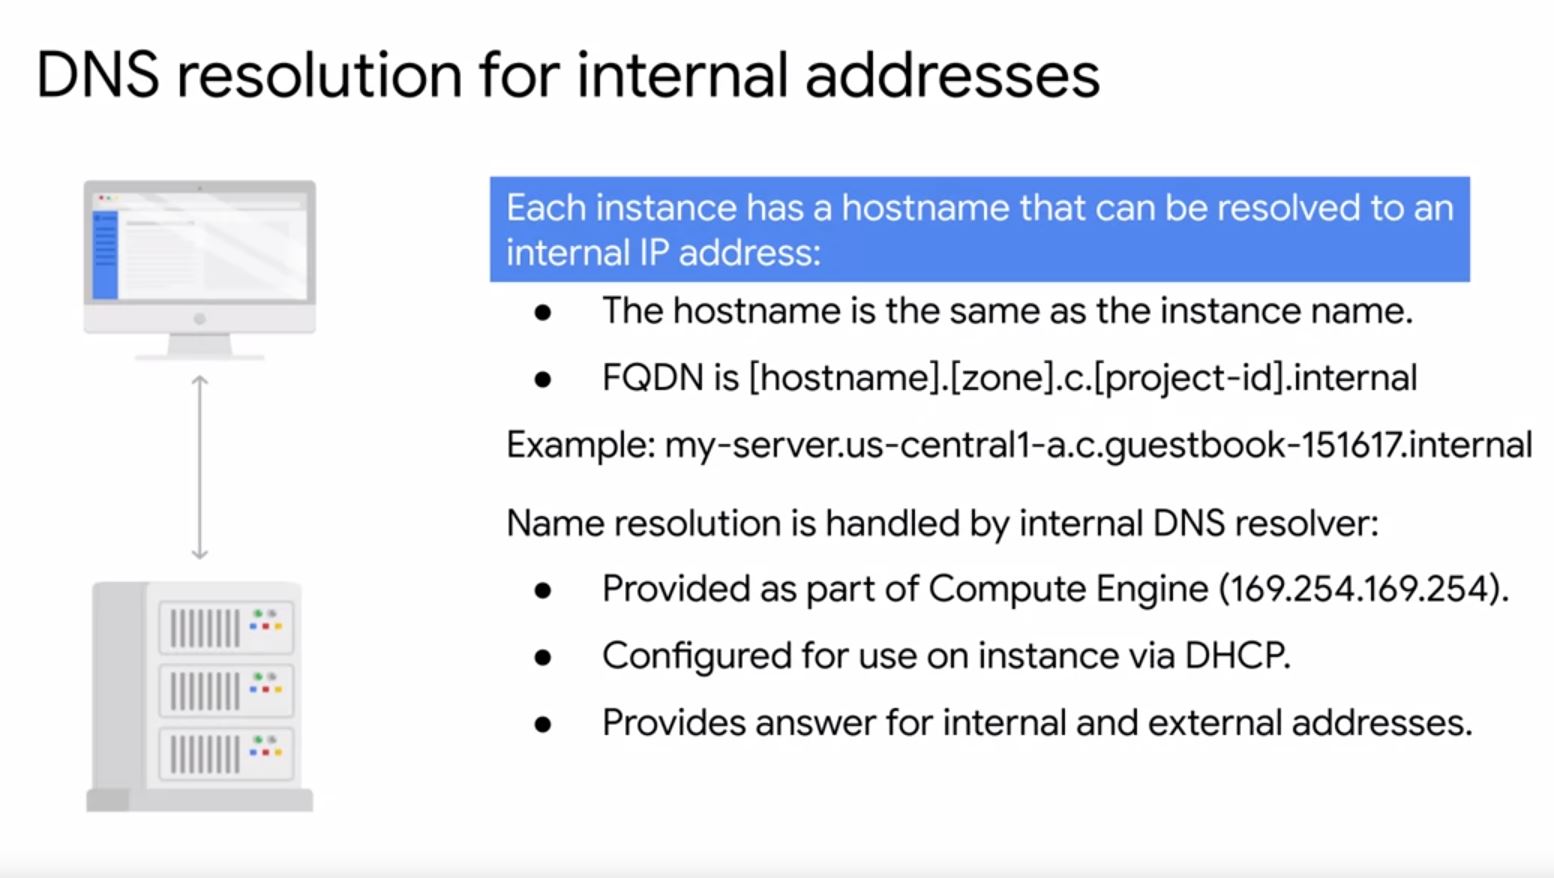 DNS resolution for internal addresses
Each instance has a hostname that can be resolved to an
internal IP address:
● The hostname is the same as the instance name.
● FQDN is [hostname].[zone].c.[project-id].internal
Example: my-server.us-central1-a.c.guestbook-151617.internal
Name resolution is handled by internal DNS resolver:
● Provided as part of Compute Engine (169.254.169.254).
● Configured for use on instance via DHCP.
● Provides answer for internal and external addresses.